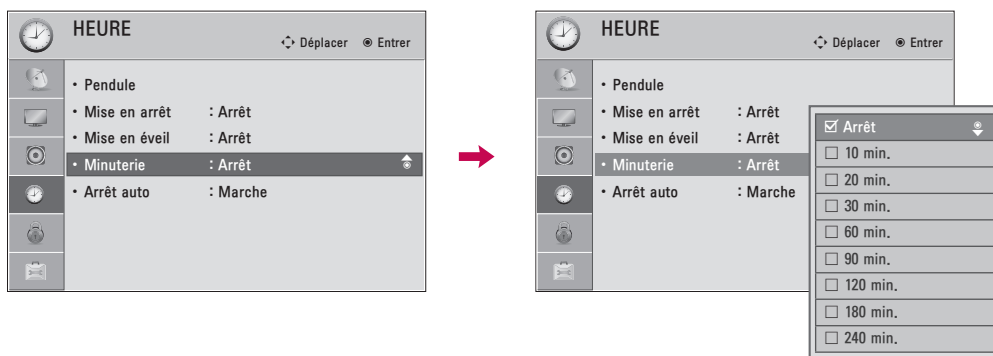 HEURE
Déplacer Entrer
• Pendule
• Mise en arrêt : Arrêt
• Mise en éveil : Arrêt
• Minuterie : Arrêt
• Arrêt auto : Marche
HEURE
Déplacer Entrer
• Pendule
• Mise en arrêt : Arrêt
• Mise en éveil : Arrêt
• Minuterie : Arrêt
• Arrêt auto : Marche
Arrêt
10 min.
20 min.
30 min.
60 min.
90 min.
120 min.
180 min.
240 min.